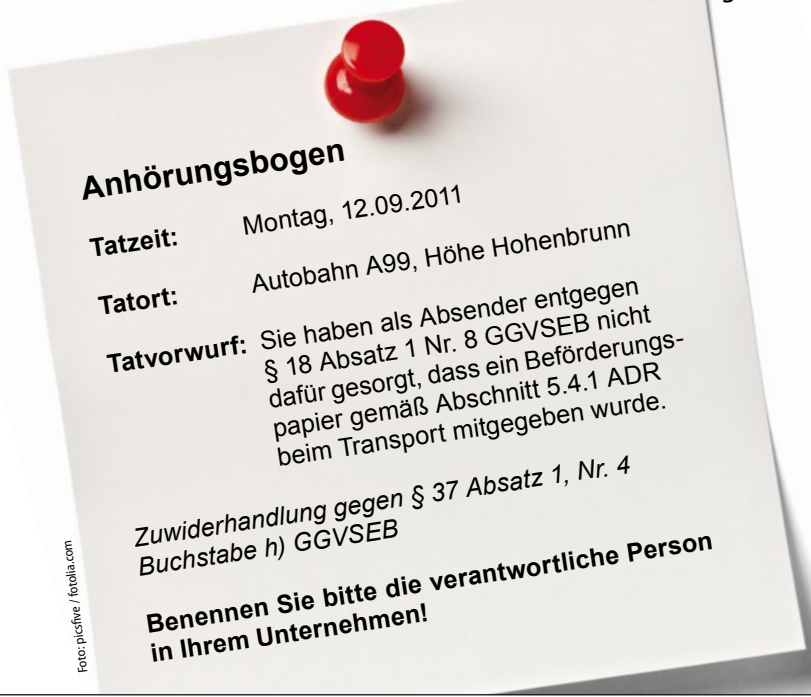 Anhörungsbogen
Tatzeit: Montag, 12.09.2011
Tatort: Autobahn A99, Höhe Hohenbrunn
Tatvorwurf: Sie haben als Absender entgegen
§ 18 Absatz 1 Nr. 8 GGVSEB nicht
dafür gesorgt, dass ein Beförderungs-
papier gemäß Abschnitt 5.4.1 ADR
beim Transport mitgegeben wurde.
Zuwiderhandlung gegen § 37 Absatz 1, Nr. 4
Buchstabe h) GGVSEB
Benennen Sie bitte die verantwortliche Person
in Ihrem Unternehmen!
Foto: picsfive / fotolia.com